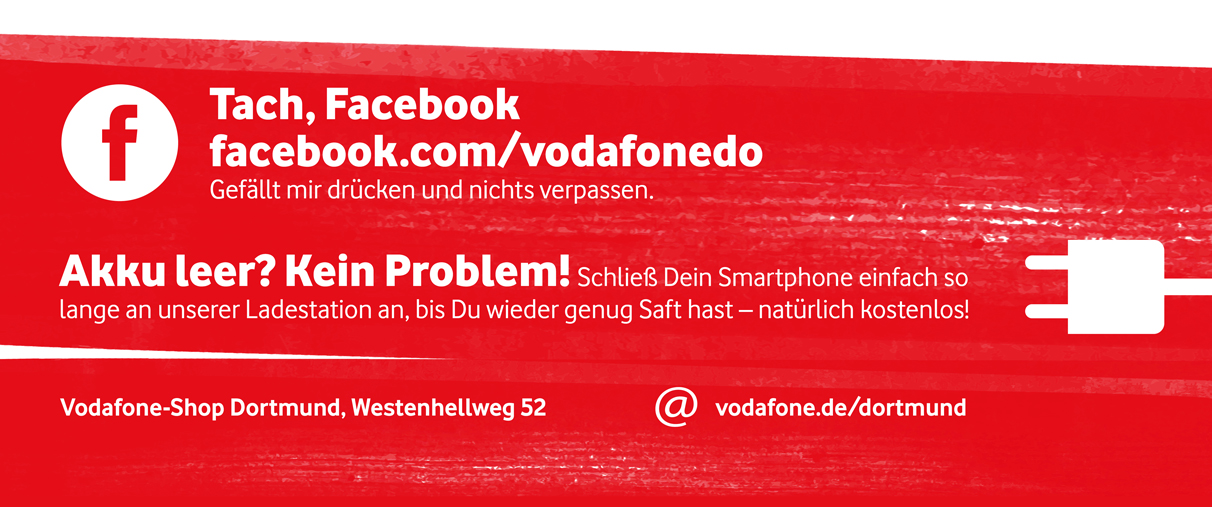 Tach, Facebook
facebook.com/vodafonedo
Gefällt mir drücken und nichts verpassen.
Akku leer? Kein Problem! Schließ Dein Smartphone einfach so
lange an unserer Ladestation an, bis Du wieder genug Saft hast – natürlich kostenlos!
Vodafone-Shop Dortmund, Westenhellweg 52
@ vodafone.de/dortmund